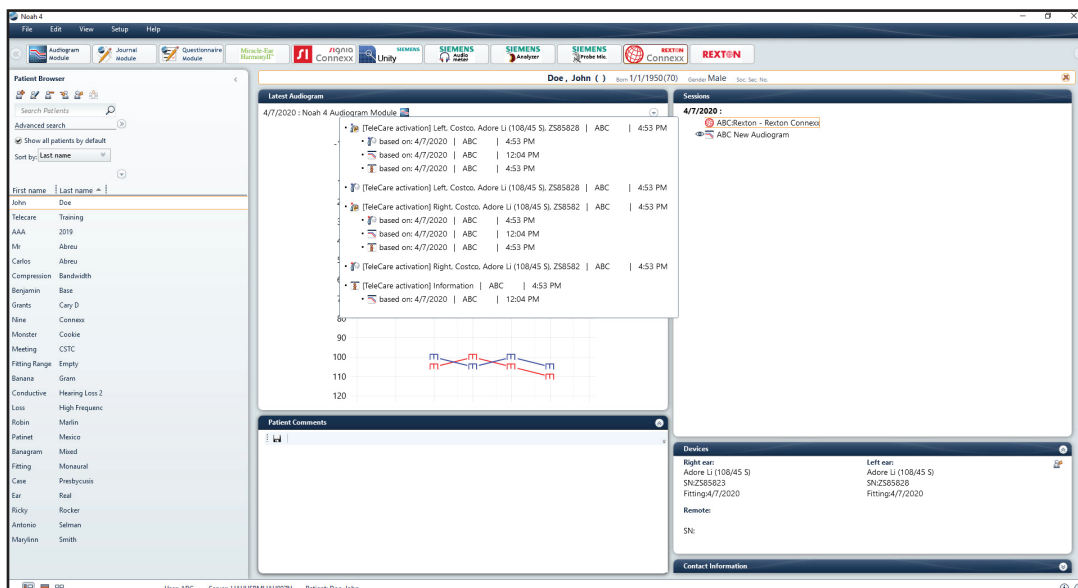 Noah 4
File Edit View Setup Help
Audiogram Module
Journal Module
Questionnaire Module
Miracle-Ear Harmony II
signia Connexx
SIEMENS Unity
SIEMENS Audio meter
SIEMENS Analyzer
SIEMENS Probe Mic.
REXTON Connexx
REXTON
Patient Browser
Search Patients
Advanced search
Show all patients by default
Sort by: Last name
First name Last name
John Doe
Telecare Training
AAA 2019
Mr Abreu
Carlos Abreu
Compression Bandwidth
Benjamin Base
Grants Cary D
Nine Connexx
Monster Cookie
Meeting CSTC
Fitting Range Empty
Banana Gram
Conductive Hearing Loss 2
Loss High Frequenc
Robin Marlin
Patinet Mexico
Banagram Mixed
Fitting Monaural
Case Presbycusis
Ear Real
Ricky Rocker
Antonio Selman
Marylinn Smith
Doe, John ( ) Born 1/1/1950(70) Gender Male Soc. Sec. No.
Latest Audiogram
4/7/2020 : Noah 4 Audiogram Module
• [TeleCare activation] Left, Costco, Adore Li (108/45 S), ZS85828 | ABC | 4:53 PM
• based on: 4/7/2020 | ABC | 4:53 PM
• based on: 4/7/2020 | ABC | 12:04 PM
• based on: 4/7/2020 | ABC | 4:53 PM
• [TeleCare activation] Left, Costco, Adore Li (108/45 S), ZS85828 | ABC | 4:53 PM
• [TeleCare activation] Right, Costco, Adore Li (108/45 S), ZS8582 | ABC | 4:53 PM
• based on: 4/7/2020 | ABC | 4:53 PM
• based on: 4/7/2020 | ABC | 12:04 PM
• based on: 4/7/2020 | ABC | 4:53 PM
• [TeleCare activation] Right, Costco, Adore Li (108/45 S), ZS8582 | ABC | 4:53 PM
• [TeleCare activation] Information | ABC | 4:53 PM
• based on: 4/7/2020 | ABC | 12:04 PM
80
90
100
110
120
Patient Comments
Sessions
4/7/2020 :
ABC:Rexton - Rexton Connexx
ABC New Audiogram
Devices
Right ear:
Adore Li (108/45 S)
SN:ZS85823
Fitting:4/7/2020
Left ear:
Adore Li (108/45 S)
SN:ZS85828
Fitting:4/7/2020
Remote:
SN:
Contact Information